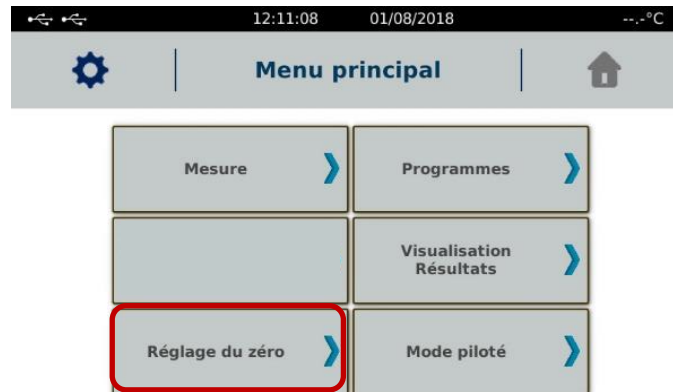 12:11:08 01/08/2018 --.-°C
Menu principal
Mesure
Programmes
Visualisation
Résultats
Réglage du zéro
Mode piloté